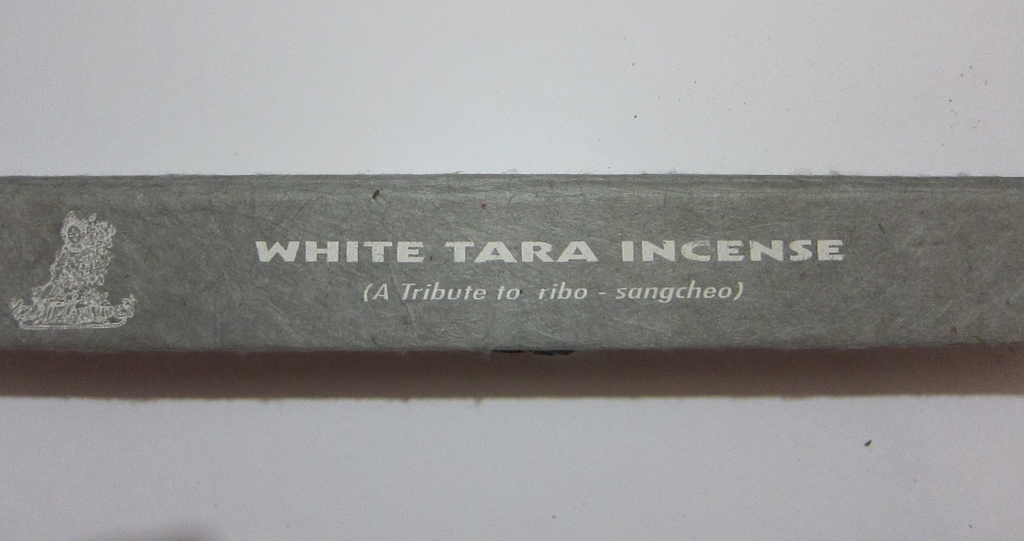 WHITE TARA INCENSE
(A Tribute to ribo - sangcheo)